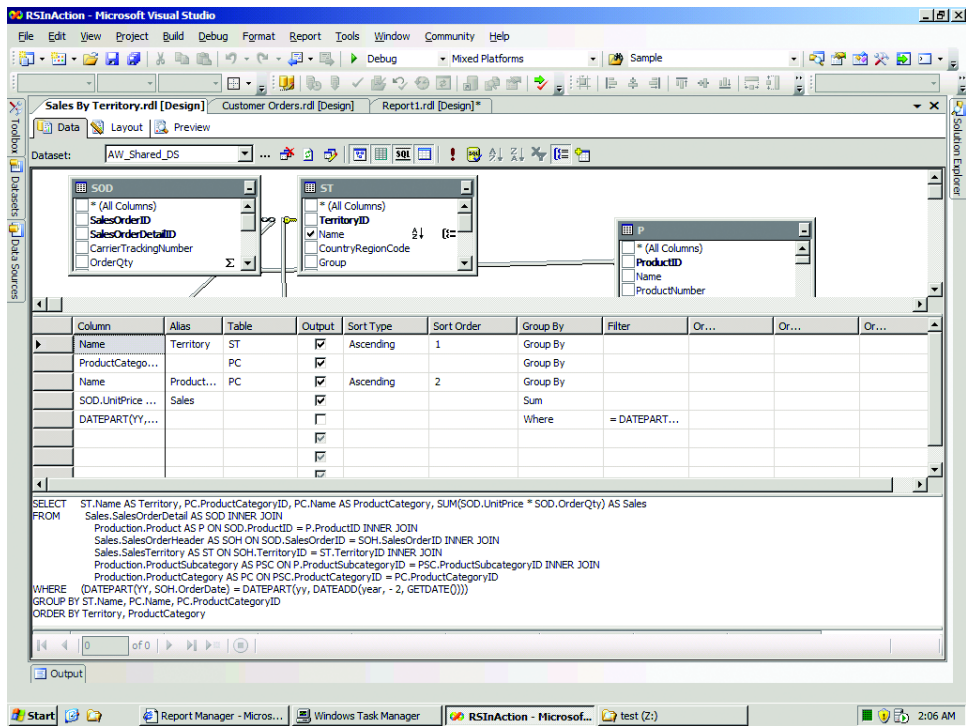 RSInAction - Microsoft Visual Studio
File Edit View Project Build Debug Format Report Tools Window Community Help
Debug Mixed Platforms Sample
Sales By Territory.rdl [Design] Customer Orders.rdl [Design] Report1.rdl [Design]*
Data Layout Preview
Dataset: AW_Shared_DS ... SQL
Toolbox
Datasets
Data Sources
Solution Explorer
SOD
* (All Columns)
SalesOrderID
SalesOrderDetailID
CarrierTrackingNumber
OrderQty Σ
ST
* (All Columns)
TerritoryID
Name
CountryRegionCode
Group
P
* (All Columns)
ProductID
Name
ProductNumber
Column Alias Table Output Sort Type Sort Order Group By Filter Or... Or... Or...
Name Territory ST Ascending 1 Group By
ProductCatego... PC Group By
Name Product... PC Ascending 2 Group By
SOD.UnitPrice ... Sales Sum
DATEPART(YY,... Where = DATEPART...
SELECT ST.Name AS Territory, PC.ProductCategoryID, PC.Name AS ProductCategory, SUM(SOD.UnitPrice * SOD.OrderQty) AS Sales
FROM Sales.SalesOrderDetail AS SOD INNER JOIN
Production.Product AS P ON SOD.ProductID = P.ProductID INNER JOIN
Sales.SalesOrderHeader AS SOH ON SOD.SalesOrderID = SOH.SalesOrderID INNER JOIN
Sales.SalesTerritory AS ST ON SOH.TerritoryID = ST.TerritoryID INNER JOIN
Production.ProductSubcategory AS PSC ON P.ProductSubcategoryID = PSC.ProductSubcategoryID INNER JOIN
Production.ProductCategory AS PC ON PSC.ProductCategoryID = PC.ProductCategoryID
WHERE (DATEPART(YY, SOH.OrderDate) = DATEPART(yy, DATEADD(year, - 2, GETDATE())))
GROUP BY ST.Name, PC.Name, PC.ProductCategoryID
ORDER BY Territory, ProductCategory
0 of 0
Output
Start Report Manager - Micros... Windows Task Manager RSInAction - Microsof... test (Z:) 2:06 AM